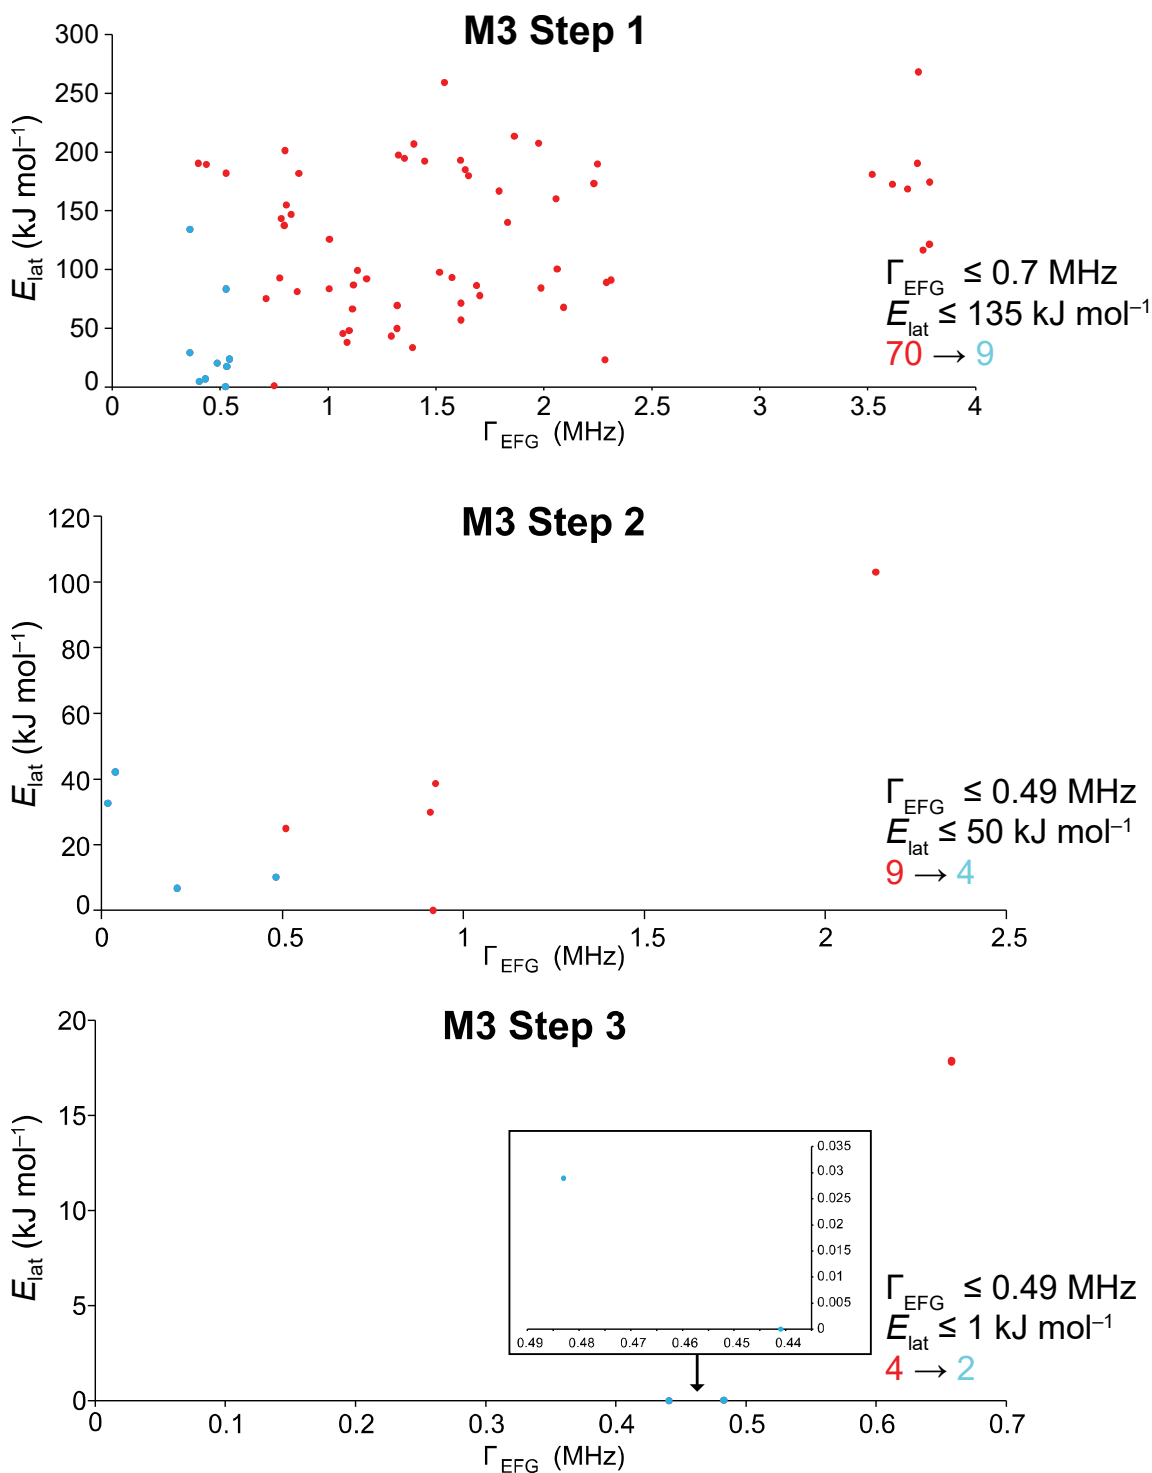 M3 Step 1
300
250
200
150
100
50
0
E_lat (kJ mol⁻¹)
0 0.5 1 1.5 2 2.5 3 3.5 4
Γ_EFG (MHz)
Γ_EFG ≤ 0.7 MHz
E_lat ≤ 135 kJ mol⁻¹
70 → 9
M3 Step 2
120
100
80
60
40
20
0
E_lat (kJ mol⁻¹)
0 0.5 1 1.5 2 2.5
Γ_EFG (MHz)
Γ_EFG ≤ 0.49 MHz
E_lat ≤ 50 kJ mol⁻¹
9 → 4
M3 Step 3
20
15
10
5
0
E_lat (kJ mol⁻¹)
0.035
0.03
0.025
0.02
0.015
0.01
0.005
0
0.49 0.48 0.47 0.46 0.45 0.44
0 0.1 0.2 0.3 0.4 0.5 0.6 0.7
Γ_EFG (MHz)
Γ_EFG ≤ 0.49 MHz
E_lat ≤ 1 kJ mol⁻¹
4 → 2